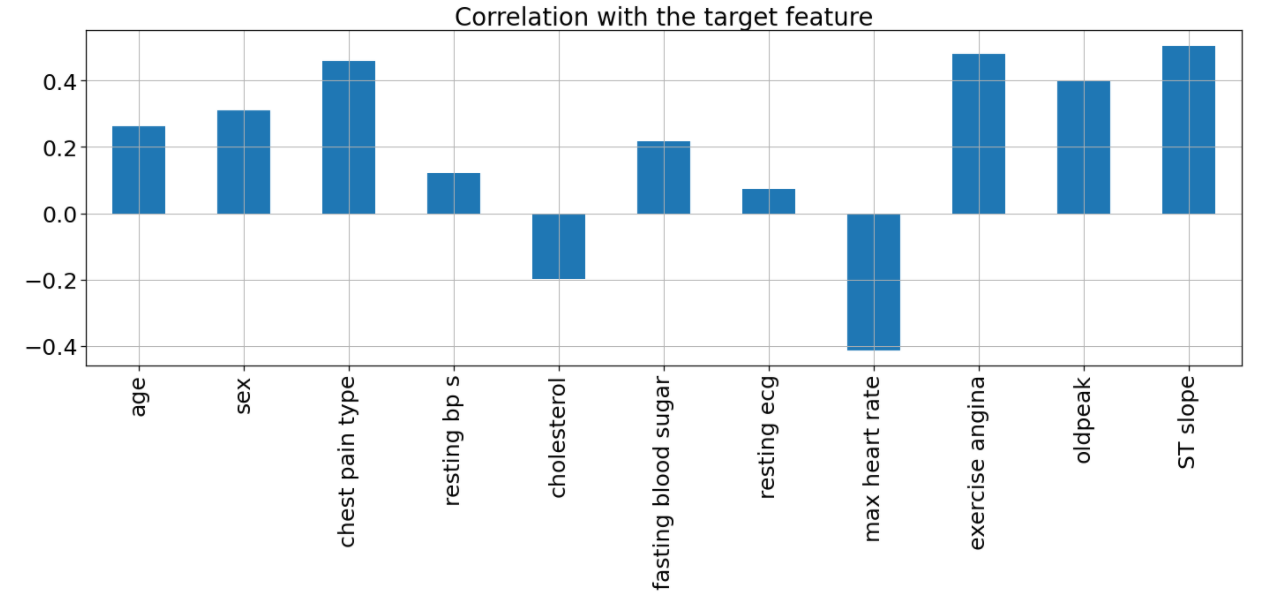 Correlation with the target feature
0.4
0.2
0.0
−0.2
−0.4
age
sex
chest pain type
resting bp s
cholesterol
fasting blood sugar
resting ecg
max heart rate
exercise angina
oldpeak
ST slope